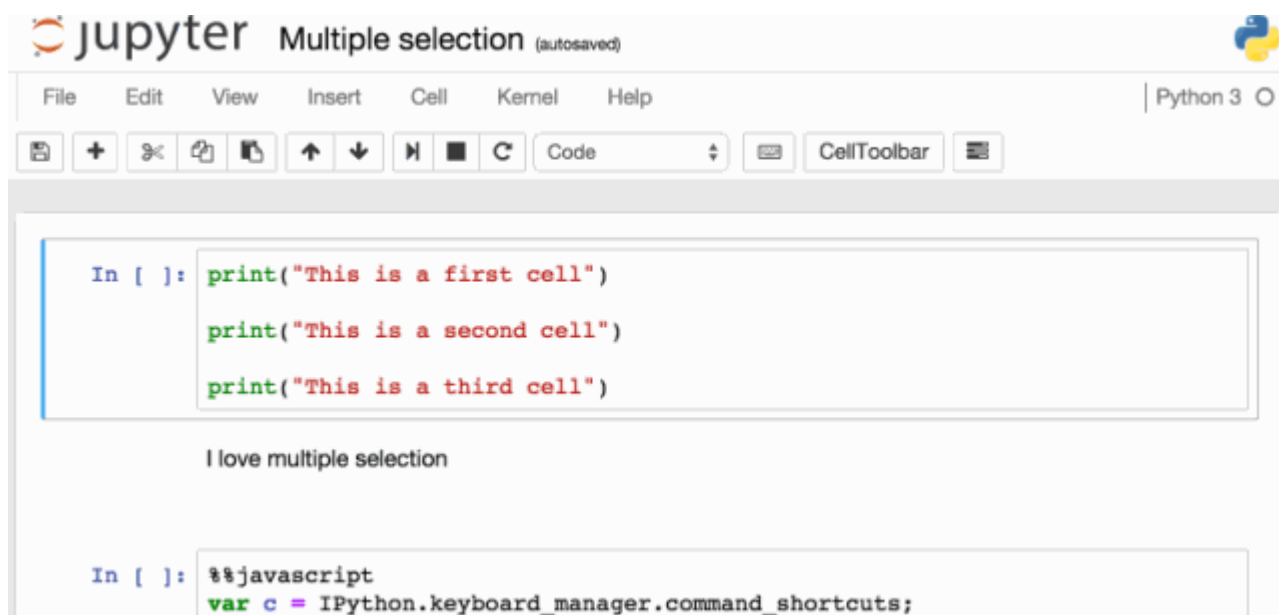 jupyter Multiple selection (autosaved)
File Edit View Insert Cell Kernel Help Python 3
Code CellToolbar
In [ ]: print("This is a first cell")
print("This is a second cell")
print("This is a third cell")
I love multiple selection
In [ ]: %%javascript
var c = IPython.keyboard_manager.command_shortcuts;